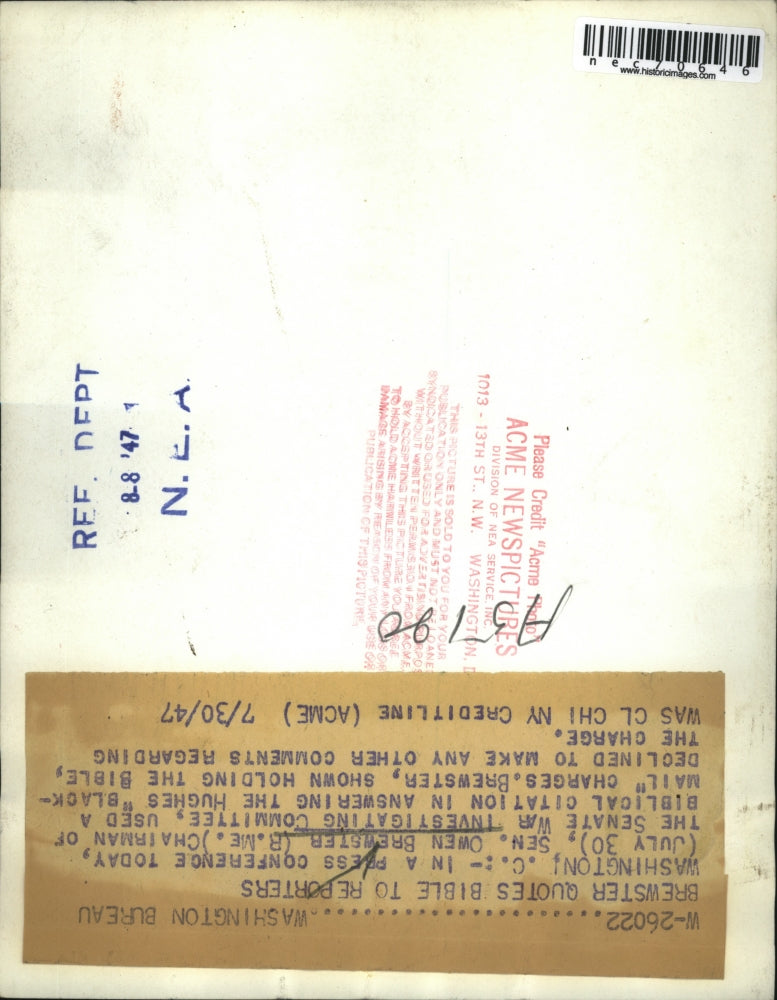 nec70646
www.historicimages.com
REF. DEPT
8-8 '47
N. E. A.
Please Credit "Acme Photo"
ACME NEWSPICTURES
DIVISION OF NEA SERVICE, INC.
1013 - 13TH ST., N.W. WASHINGTON, D
THIS PICTURE IS SOLD TO YOU FOR YOUR
PUBLICATION ONLY AND MUST NOT BE LOANED
SYNDICATED OR USED FOR ADVERTISING PURPOS
WITHOUT WRITTEN PERMISSION FROM ACME.
BY ACCEPTING THIS PICTURE YOU AGREE
TO HOLD ACME HARMLESS FROM ANY LOSS OR
DAMAGE ARISING BY REASON OF YOUR USE OR
PUBLICATION OF THIS PICTURE.
W-26022....................WASHINGTON BUREAU
BREWSTER QUOTES BIBLE TO REPORTERS
WASHINGTON, .C.:- IN A PRESS CONFERENCE TODAY,
(JULY 30), SEN. OWEN BREWSTER (R.ME.)CHAIRMAN OF
THE SENATE WAR INVESTIGATING COMMITTEE, USED A
BIBLICAL CITATION IN ANSWERING THE HUGHES "BLACK-
MAIL" CHARGES.BREWSTER, SHOWN HOLDING THE BIBLE,
DECLINED TO MAKE ANY OTHER COMMENTS REGARDING
THE CHARGE.
WAS CL CHI NY CREDITLINE (ACME) 7/30/47